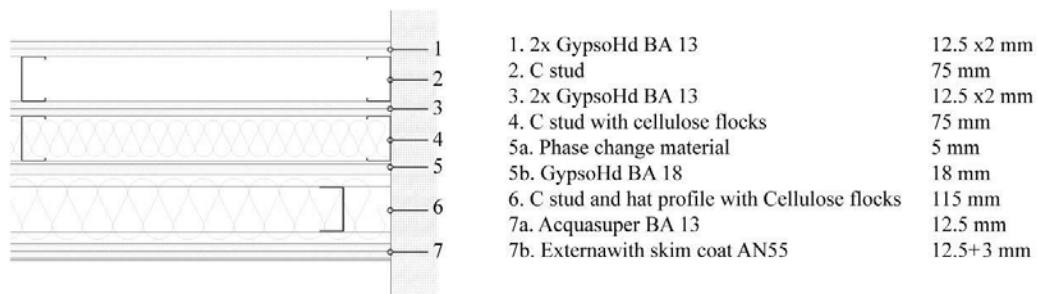 1
2
3
4
5
6
7
1. 2x GypsoHd BA 13 12.5 x2 mm
2. C stud 75 mm
3. 2x GypsoHd BA 13 12.5 x2 mm
4. C stud with cellulose flocks 75 mm
5a. Phase change material 5 mm
5b. GypsoHd BA 18 18 mm
6. C stud and hat profile with Cellulose flocks 115 mm
7a. Acquasuper BA 13 12.5 mm
7b. Externawith skim coat AN55 12.5+3 mm